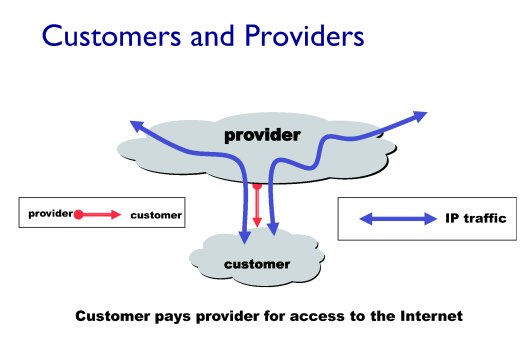 Customers and Providers
provider
provider customer
IP traffic
customer
Customer pays provider for access to the Internet